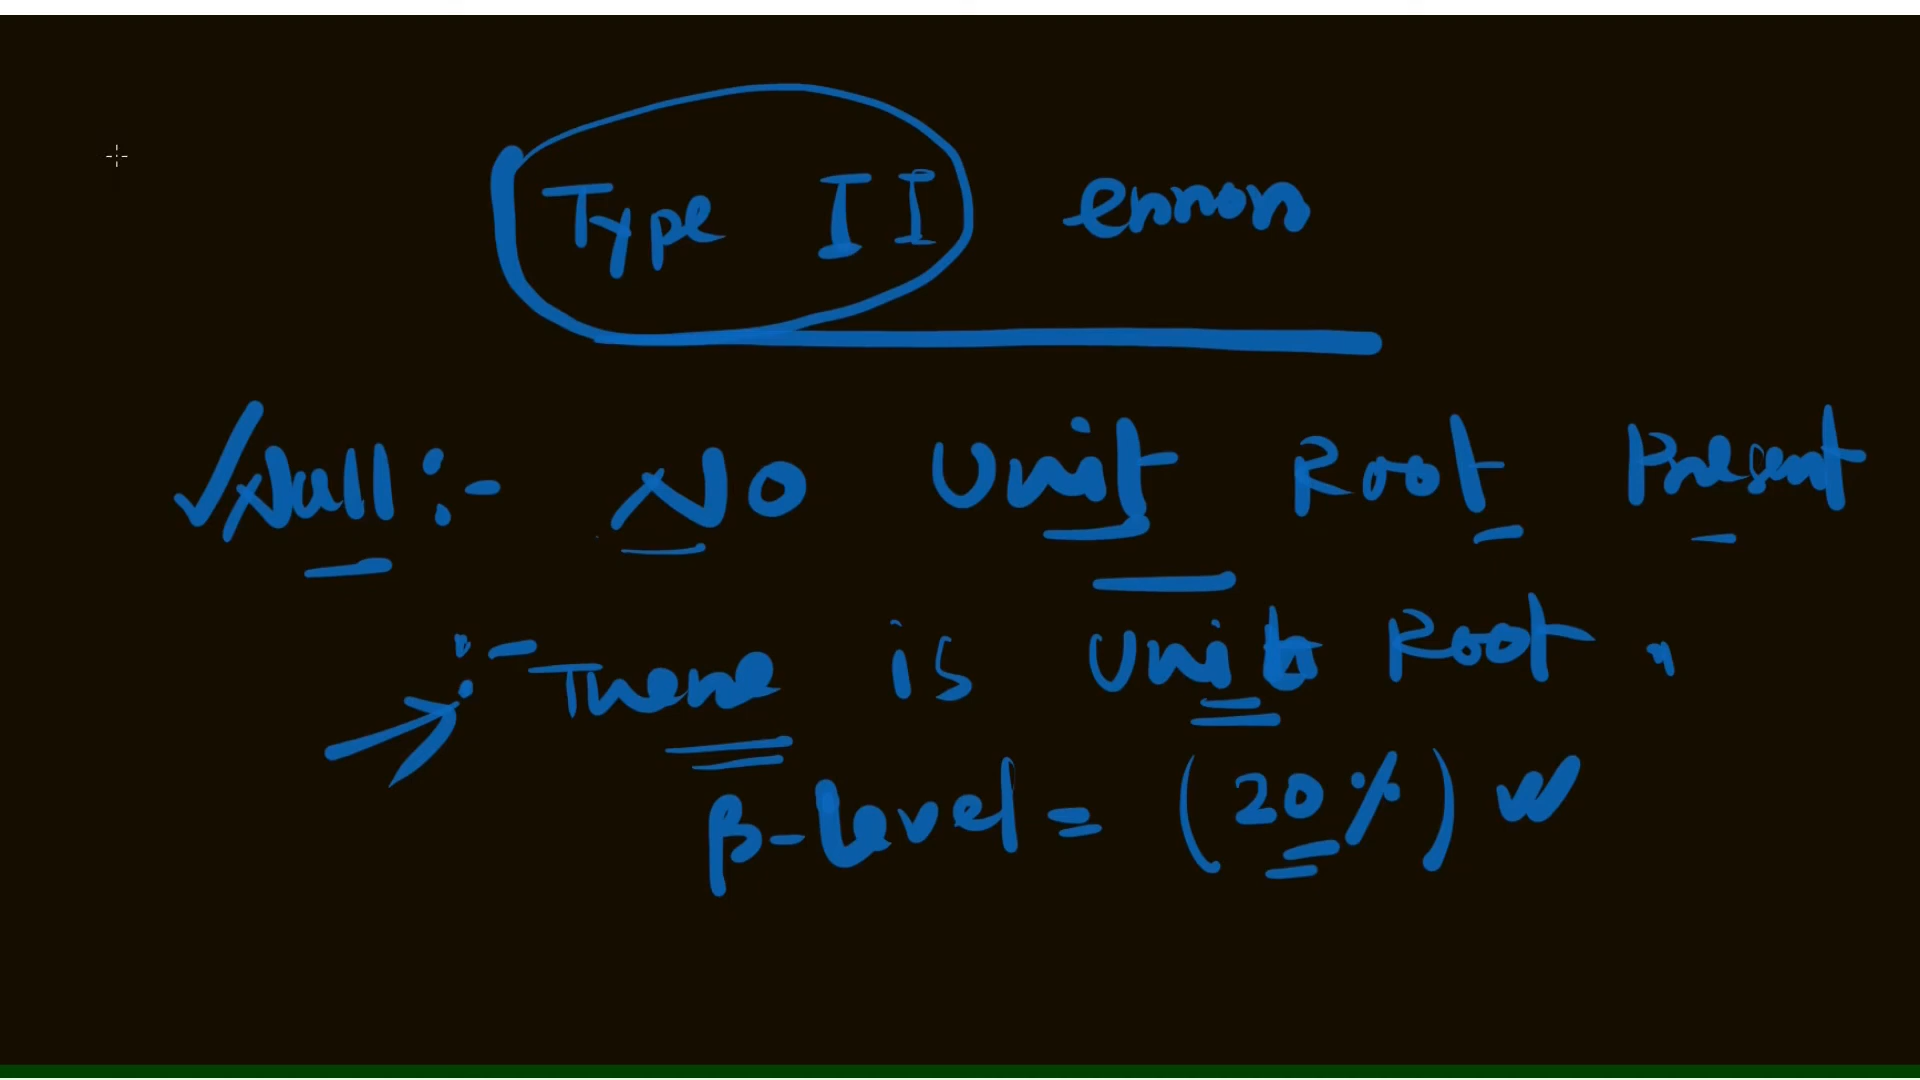 Type II error
Null:- No Unit Root Present
:- There is Unit Root.
β-Level = (20%)